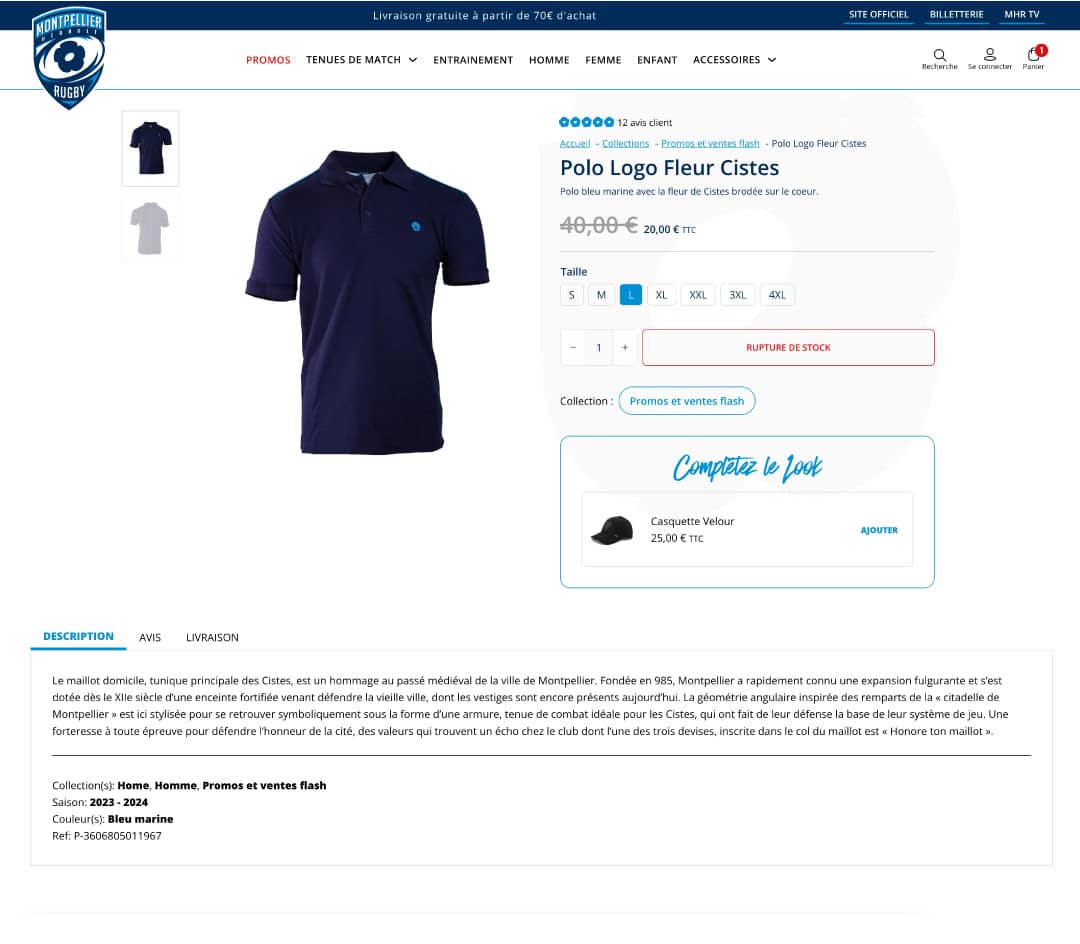 Livraison gratuite à partir de 70€ d'achat
SITE OFFICIEL
BILLETTERIE
MHR TV
MONTPELLIER
HÉRAULT
RUGBY
PROMOS
TENUES DE MATCH
ENTRAINEMENT
HOMME
FEMME
ENFANT
ACCESSOIRES
Recherche
Se connecter
1
Panier
12 avis client
Accueil - Collections - Promos et ventes flash - Polo Logo Fleur Cistes
Polo Logo Fleur Cistes
Polo bleu marine avec la fleur de Cistes brodée sur le coeur.
40,00 € 20,00 € TTC
Taille
S M L XL XXL 3XL 4XL
− 1 +
RUPTURE DE STOCK
Collection : Promos et ventes flash
Complétez le Look
Casquette Velour
25,00 € TTC
AJOUTER
DESCRIPTION
AVIS
LIVRAISON
Le maillot domicile, tunique principale des Cistes, est un hommage au passé médiéval de la ville de Montpellier. Fondée en 985, Montpellier a rapidement connu une expansion fulgurante et s'est
dotée dès le XIIe siècle d'une enceinte fortifiée venant défendre la vieille ville, dont les vestiges sont encore présents aujourd'hui. La géométrie angulaire inspirée des remparts de la « citadelle de
Montpellier » est ici stylisée pour se retrouver symboliquement sous la forme d'une armure, tenue de combat idéale pour les Cistes, qui ont fait de leur défense la base de leur système de jeu. Une
forteresse à toute épreuve pour défendre l'honneur de la cité, des valeurs qui trouvent un écho chez le club dont l'une des trois devises, inscrite dans le col du maillot est « Honore ton maillot ».
Collection(s): Home, Homme, Promos et ventes flash
Saison: 2023 - 2024
Couleur(s): Bleu marine
Ref: P-3606805011967